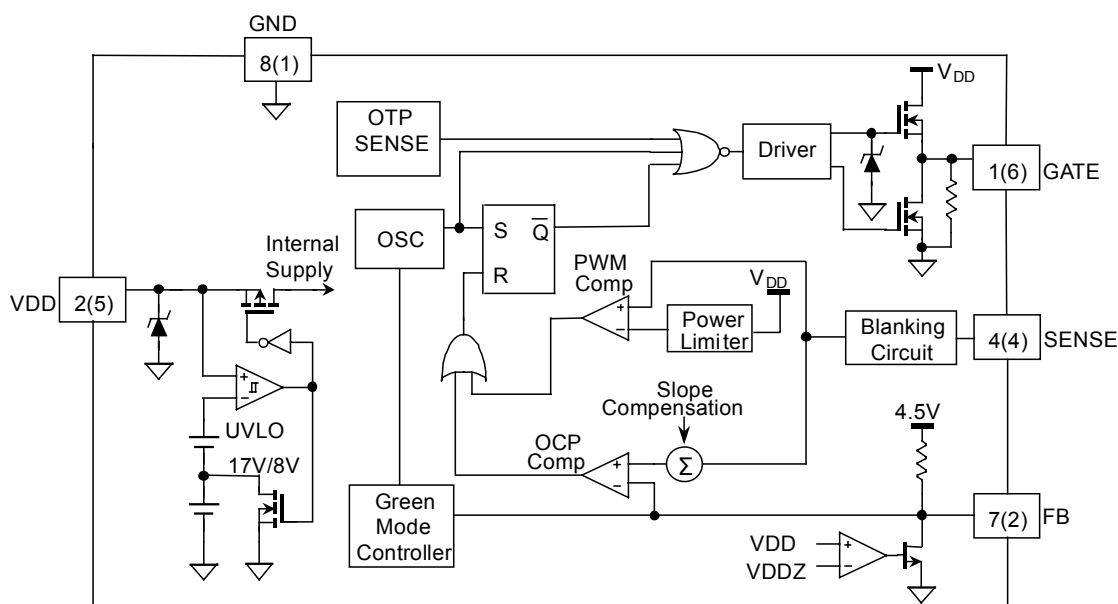 GND
8(1)
VDD
OTP
SENSE
Driver
1(6)
GATE
OSC
S
Q
R
Internal
Supply
VDD
2(5)
PWM
Comp
VDD
+
−
Power
Limiter
Blanking
Circuit
4(4)
SENSE
+
−
UVLO
17V/8V
Slope
Compensation
4.5V
OCP
Comp
+
−
Σ
Green
Mode
Controller
7(2)
FB
VDD
VDDZ
+
−